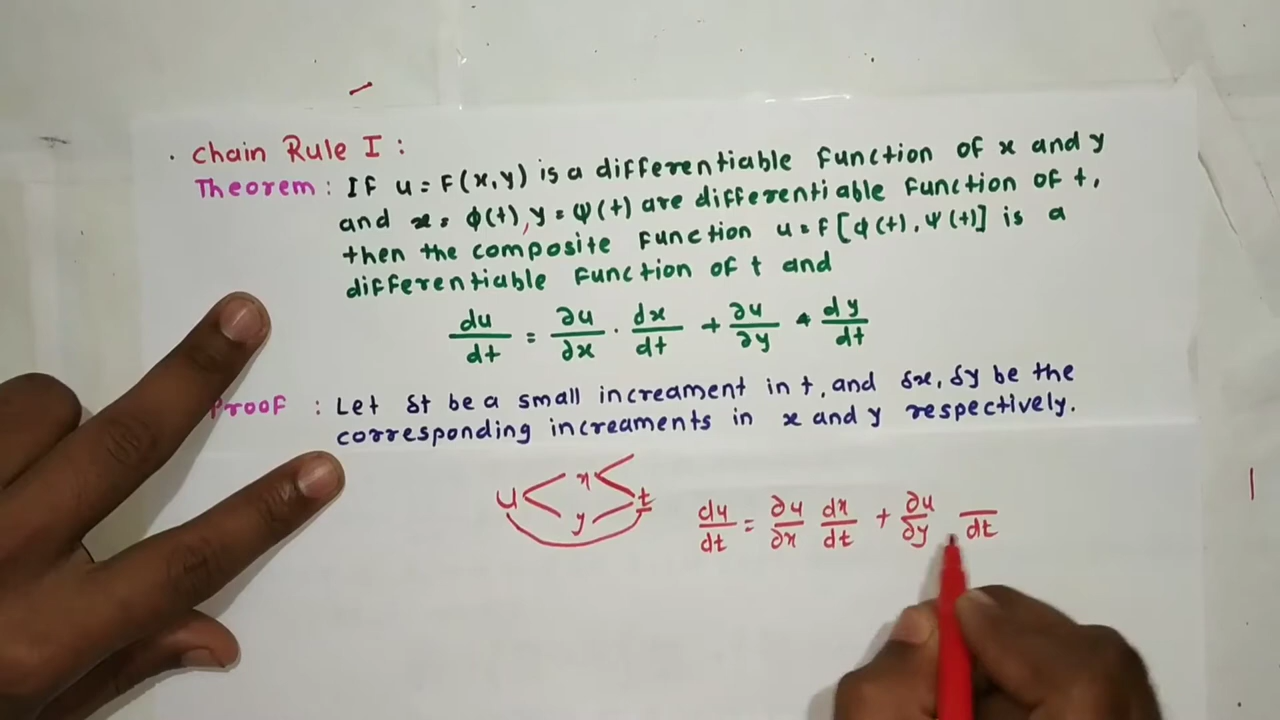 . Chain Rule I :
Theorem : If u = F(x,y) is a differentiable function of x and y
and x = ϕ(t), y = ψ(t) are differentiable function of t,
then the composite function u = F[ϕ(t), ψ(t)] is a
differentiable function of t and
du/dt = ∂u/∂x · dx/dt + ∂u/∂y · dy/dt
Proof : Let δt be a small increament in t, and δx, δy be the
corresponding increaments in x and y respectively.
u < x < t
y
du/dt = ∂u/∂x dx/dt + ∂u/∂y /dt